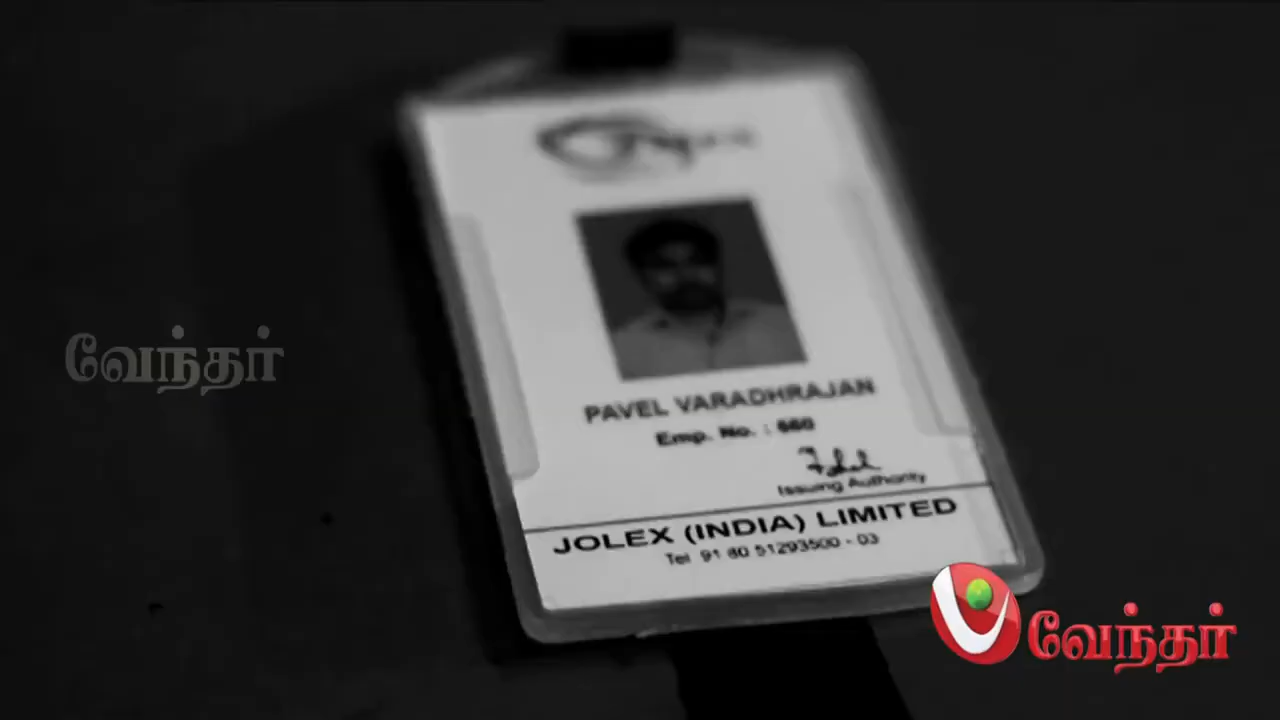 PAVEL VARADHRAJAN
Emp. No. : 660
Issuing Authority
JOLEX (INDIA) LIMITED
Tel 91 80 51293500 - 03
வேந்தர்
வேந்தர்